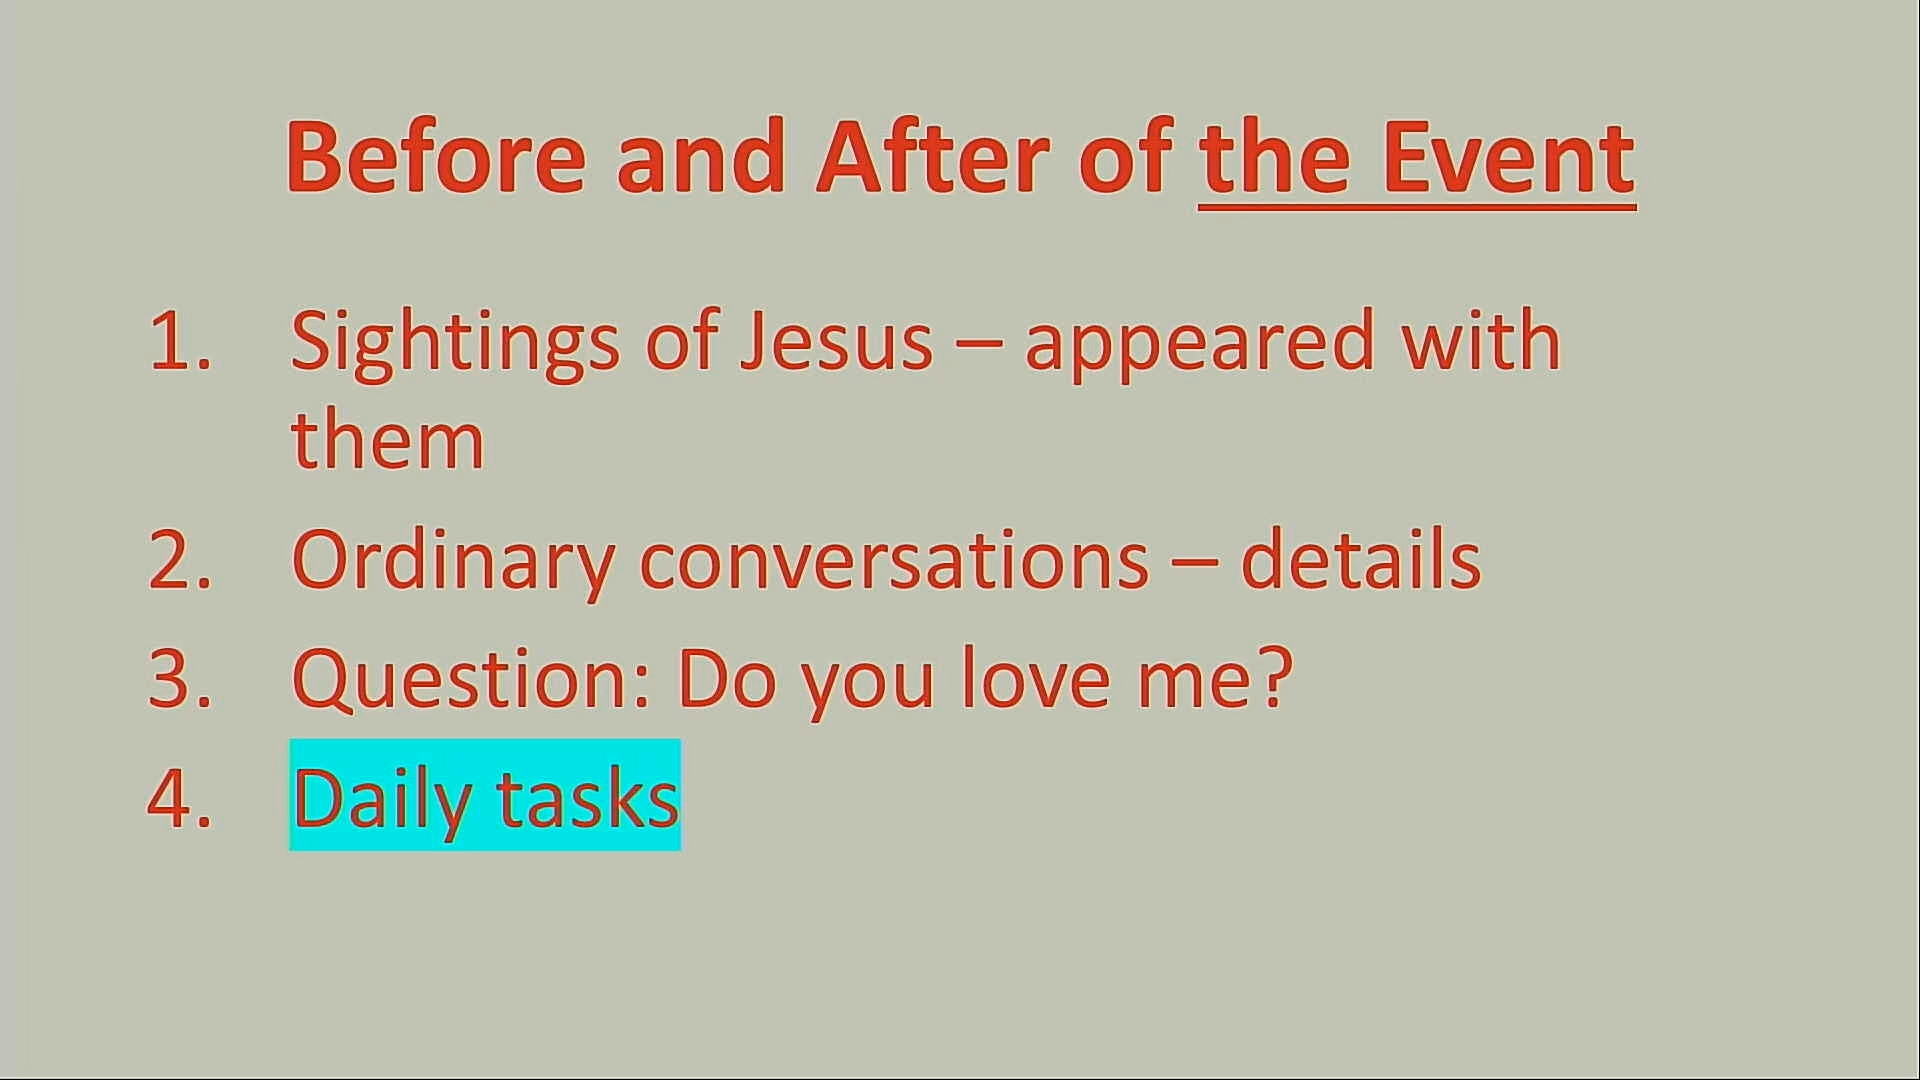 Before and After of the Event
1. Sightings of Jesus – appeared with
them
2. Ordinary conversations – details
3. Question: Do you love me?
4. Daily tasks